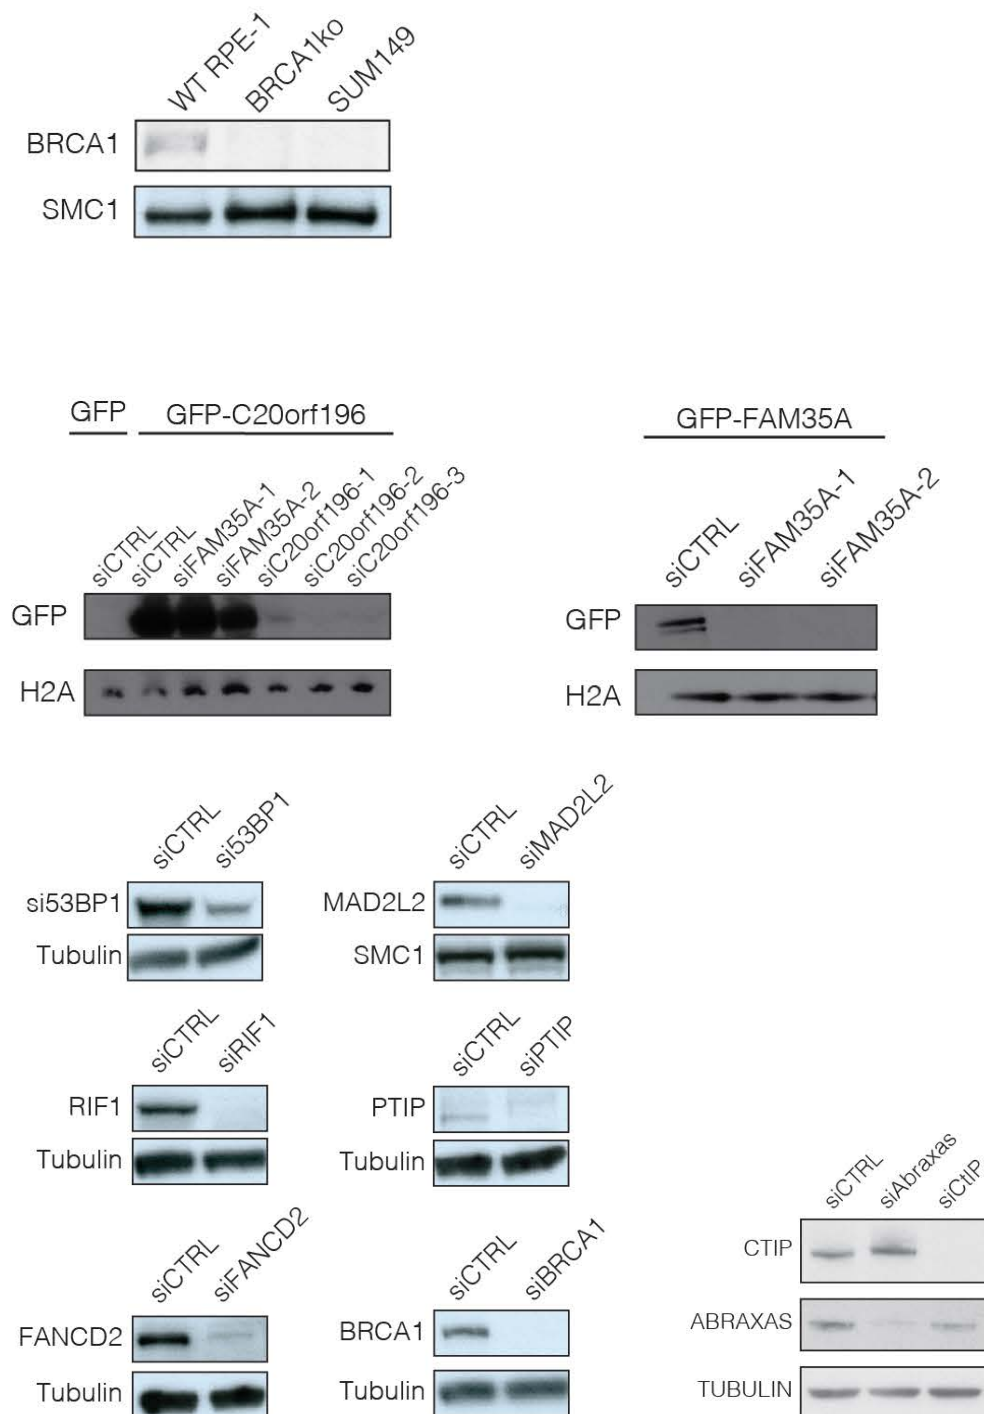 WT RPE-1 BRCA1ko SUM149
BRCA1
SMC1
GFP GFP-C20orf196
siCTRL siCTRL siFAM35A-1 siFAM35A-2 siC20orf196-1 siC20orf196-2 siC20orf196-3
GFP
H2A
GFP-FAM35A
siCTRL siFAM35A-1 siFAM35A-2
GFP
H2A
siCTRL si53BP1
si53BP1
Tubulin
siCTRL siMAD2L2
MAD2L2
SMC1
siCTRL siRIF1
RIF1
Tubulin
siCTRL siPTIP
PTIP
Tubulin
siCTRL siFANCD2
FANCD2
Tubulin
siCTRL siBRCA1
BRCA1
Tubulin
siCTRL siAbraxas siCtIP
CTIP
ABRAXAS
TUBULIN